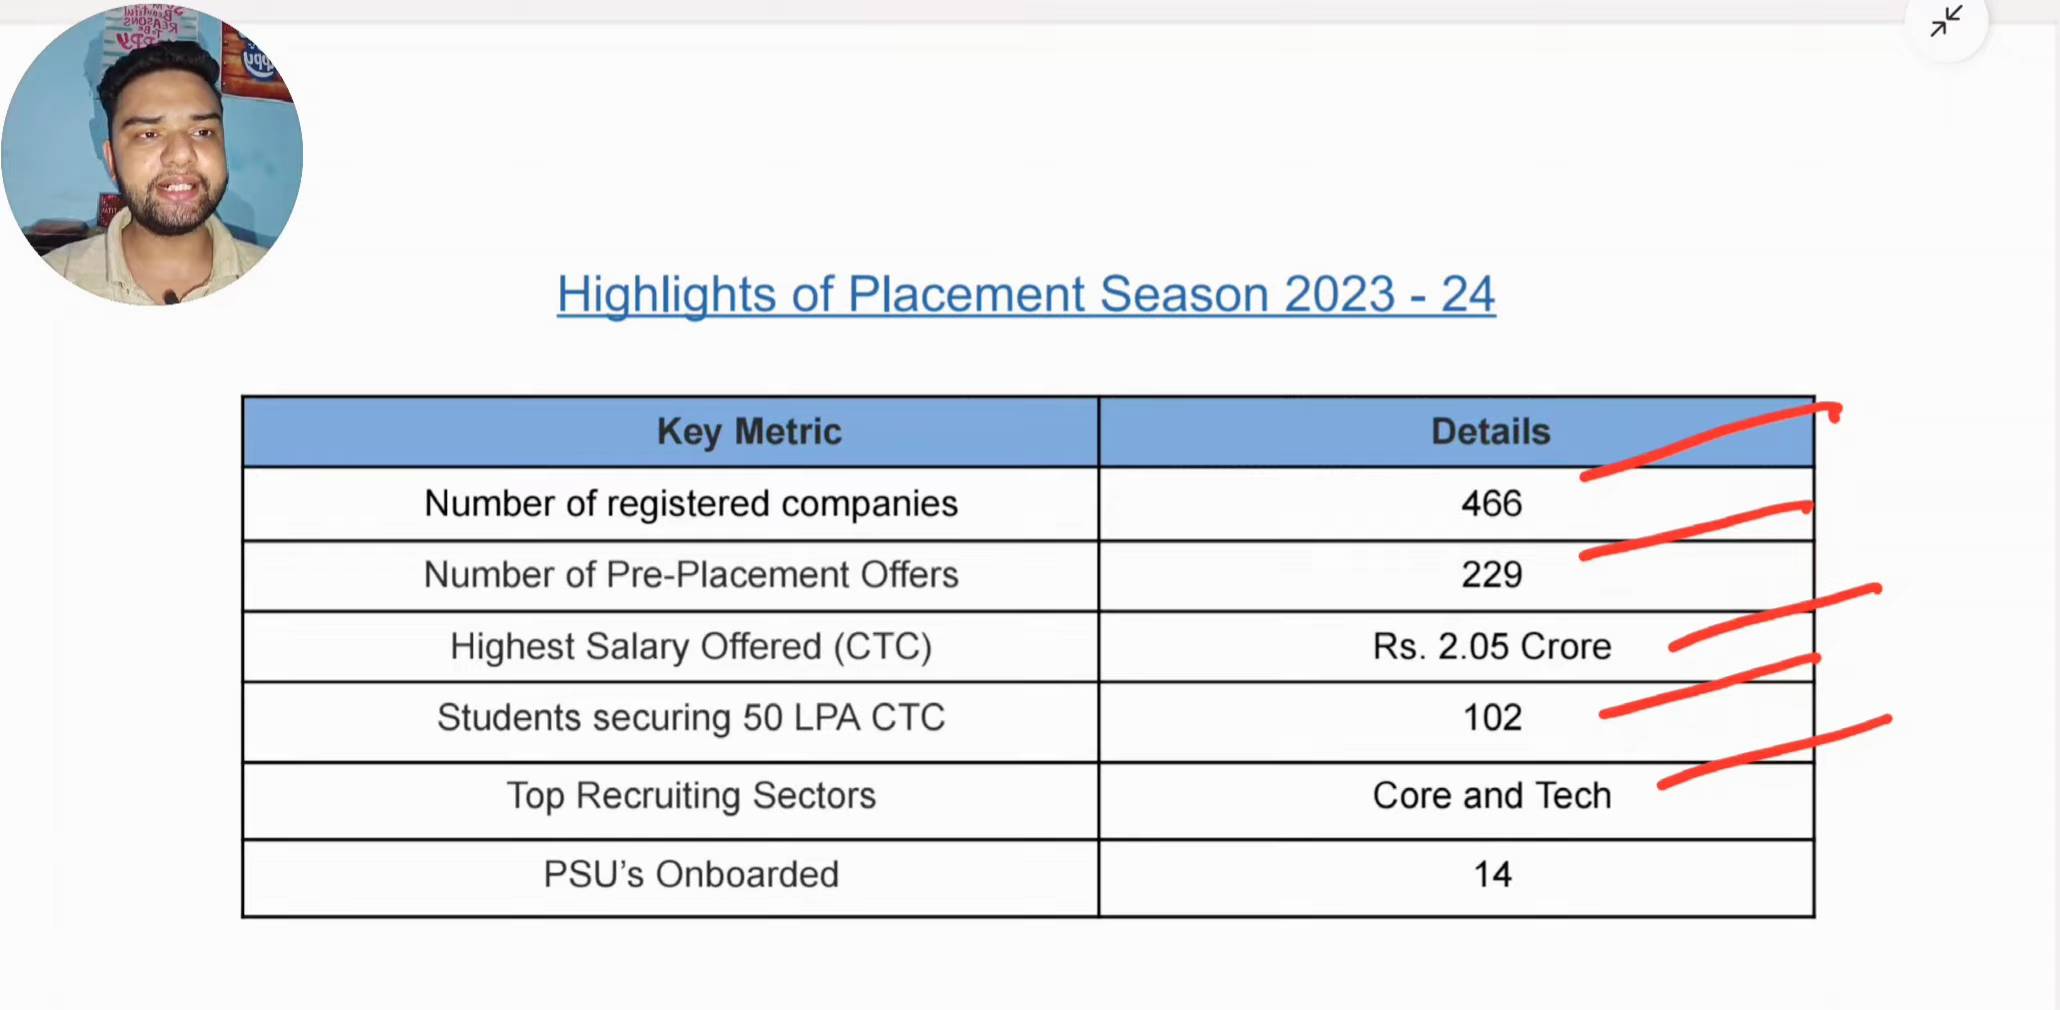 Highlights of Placement Season 2023 - 24
Key Metric Details
Number of registered companies 466
Number of Pre-Placement Offers 229
Highest Salary Offered (CTC) Rs. 2.05 Crore
Students securing 50 LPA CTC 102
Top Recruiting Sectors Core and Tech
PSU’s Onboarded 14